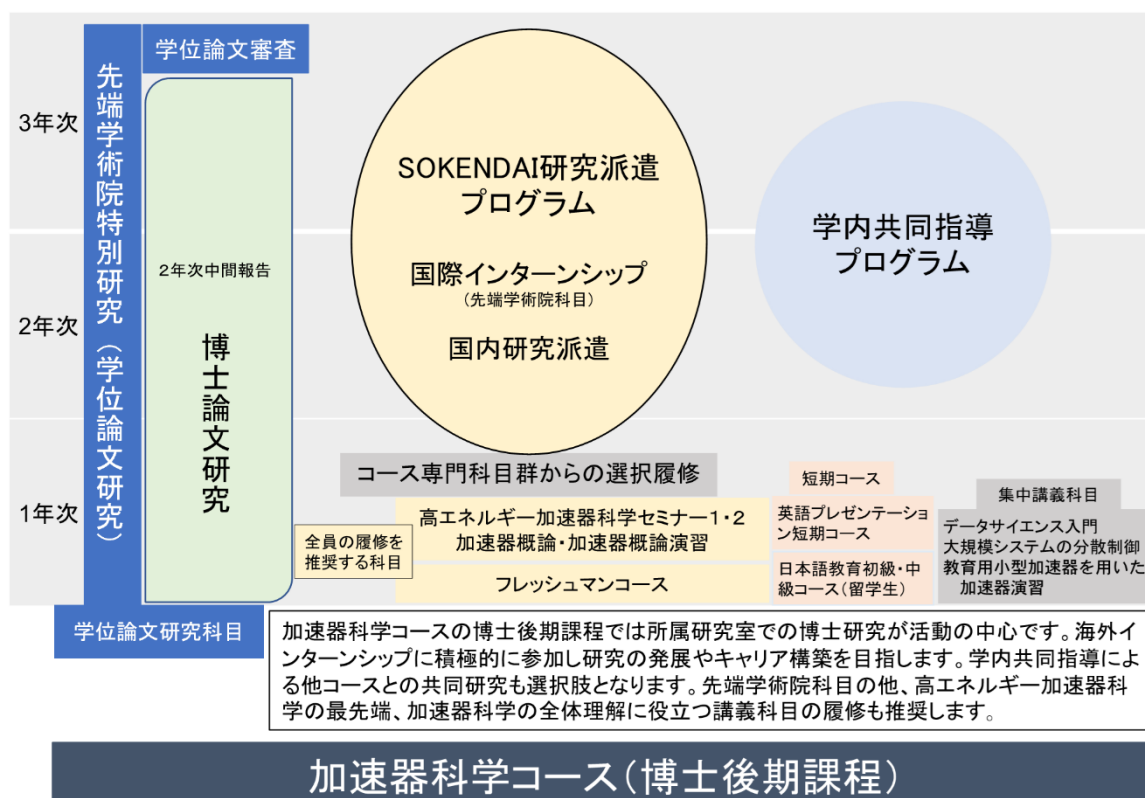 学位論文審査
先端学術院特別研究（学位論文研究）
3年次
2年次
1年次
2年次中間報告
博士論文研究
SOKENDAI研究派遣
プログラム
国際インターンシップ
（先端学術院科目）
国内研究派遣
学内共同指導
プログラム
コース専門科目群からの選択履修
全員の履修を
推奨する科目
高エネルギー加速器科学セミナー1・2
加速器概論・加速器概論演習
フレッシュマンコース
短期コース
英語プレゼンテーショ
ン短期コース
日本語教育初級・中
級コース（留学生）
集中講義科目
データサイエンス入門
大規模システムの分散制御
教育用小型加速器を用いた
加速器演習
学位論文研究科目
加速器科学コースの博士後期課程では所属研究室での博士研究が活動の中心です。海外イ
ンターンシップに積極的に参加し研究の発展やキャリア構築を目指します。学内共同指導によ
る他コースとの共同研究も選択肢となります。先端学術院科目の他、高エネルギー加速器科
学の最先端、加速器科学の全体理解に役立つ講義科目の履修も推奨します。
加速器科学コース（博士後期課程）